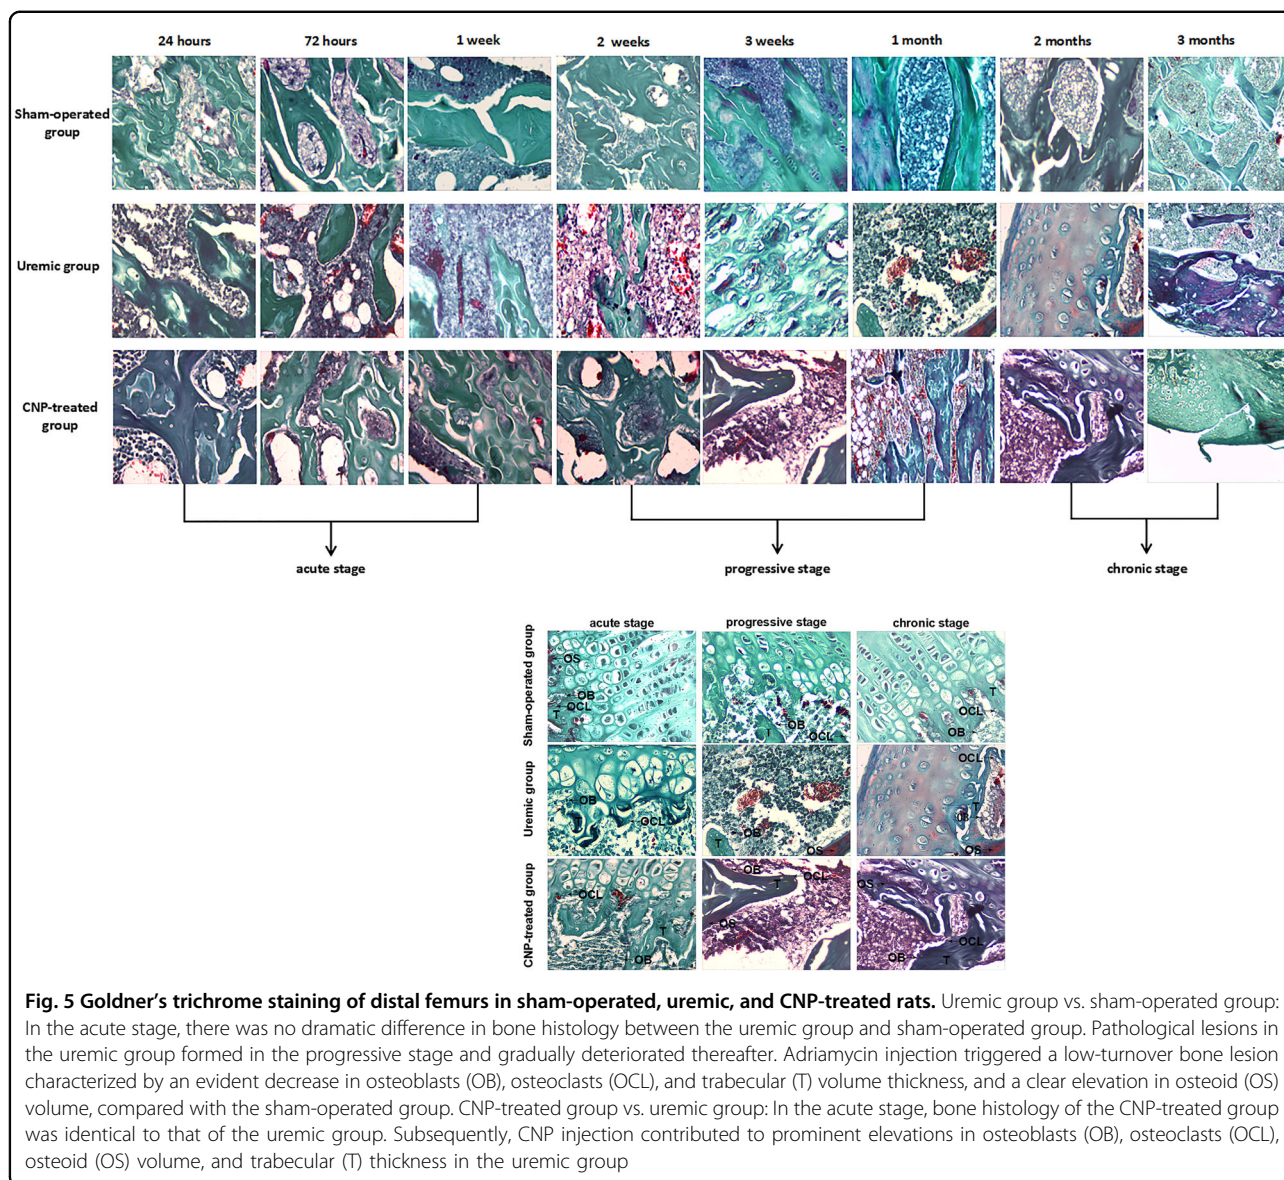 24 hours 72 hours 1 week 2 weeks 3 weeks 1 month 2 months 3 months
Sham-operated
group
Uremic group
CNP-treated
group
acute stage progressive stage chronic stage
acute stage progressive stage chronic stage
Sham-operated group
OS
OB
OCL
T
OB
T
OCL
T
OCL
OB
Uremic group
OB
T
OCL
OB
T
OS
OCL
T
OB
OS
CNP-treated group
OCL
T
OB
OB
OCL
T
OS
OS
OCL
OB
T
Fig. 5 Goldner's trichrome staining of distal femurs in sham-operated, uremic, and CNP-treated rats. Uremic group vs. sham-operated group:
In the acute stage, there was no dramatic difference in bone histology between the uremic group and sham-operated group. Pathological lesions in
the uremic group formed in the progressive stage and gradually deteriorated thereafter. Adriamycin injection triggered a low-turnover bone lesion
characterized by an evident decrease in osteoblasts (OB), osteoclasts (OCL), and trabecular (T) volume thickness, and a clear elevation in osteoid (OS)
volume, compared with the sham-operated group. CNP-treated group vs. uremic group: In the acute stage, bone histology of the CNP-treated group
was identical to that of the uremic group. Subsequently, CNP injection contributed to prominent elevations in osteoblasts (OB), osteoclasts (OCL),
osteoid (OS) volume, and trabecular (T) thickness in the uremic group